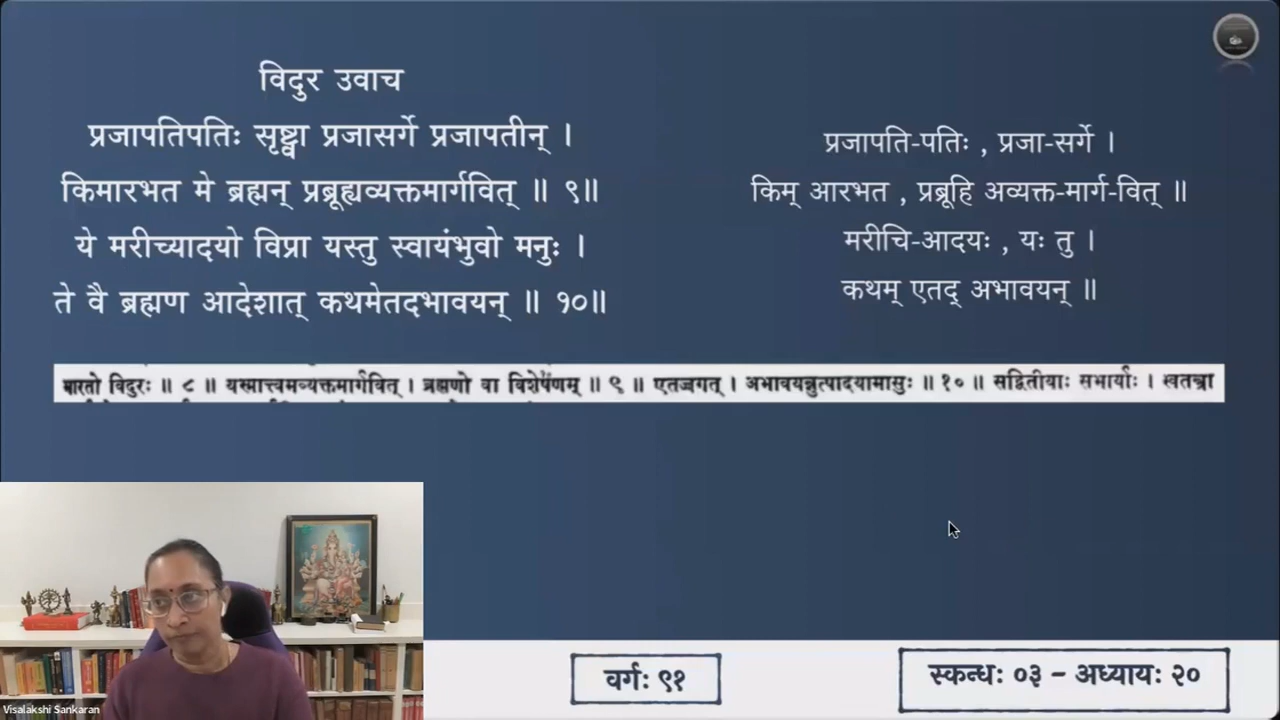 विदुर उवाच
प्रजापतिपतिः सृष्ट्वा प्रजासर्गे प्रजापतीन् ।
किमारभत मे ब्रह्मन् प्रब्रूह्यव्यक्तमार्गवित् ॥ ९॥
ये मरीच्यादयो विप्रा यस्तु स्वायंभुवो मनुः ।
ते वै ब्रह्मण आदेशात् कथमेतदभावयन् ॥ १०॥
प्रजापति-पतिः , प्रजा-सर्गे ।
किम् आरभत , प्रब्रूहि अव्यक्त-मार्ग-वित् ॥
मरीचि-आदयः , यः तु ।
कथम् एतद् अभावयन् ॥
भारतो विदुरः ॥ ८ ॥ यस्मात्त्वमव्यक्तमार्गवित् । ब्रह्मणो वा विशेषणम् ॥ ९ ॥ एतज्जगत् । अभावयन्नुत्पादयामासुः ॥ १० ॥ सद्वितीयाः सभार्याः । स्वतन्त्रा
Visalakshi Sankaran
वर्गः ९१
स्कन्धः ०३ - अध्यायः २०